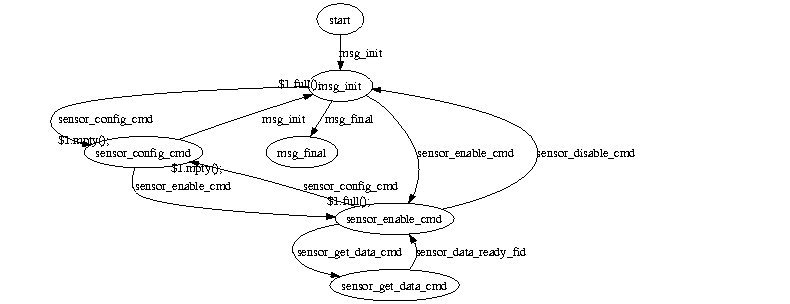 start
msg_init
$1.full();
msg_init
sensor_config_cmd
msg_init
msg_final
$1.mpty();
sensor_config_cmd
msg_final
sensor_enable_cmd
sensor_disable_cmd
$1.mpty();
sensor_enable_cmd
sensor_config_cmd
$1.full();
sensor_enable_cmd
sensor_get_data_cmd
sensor_data_ready_fid
sensor_get_data_cmd